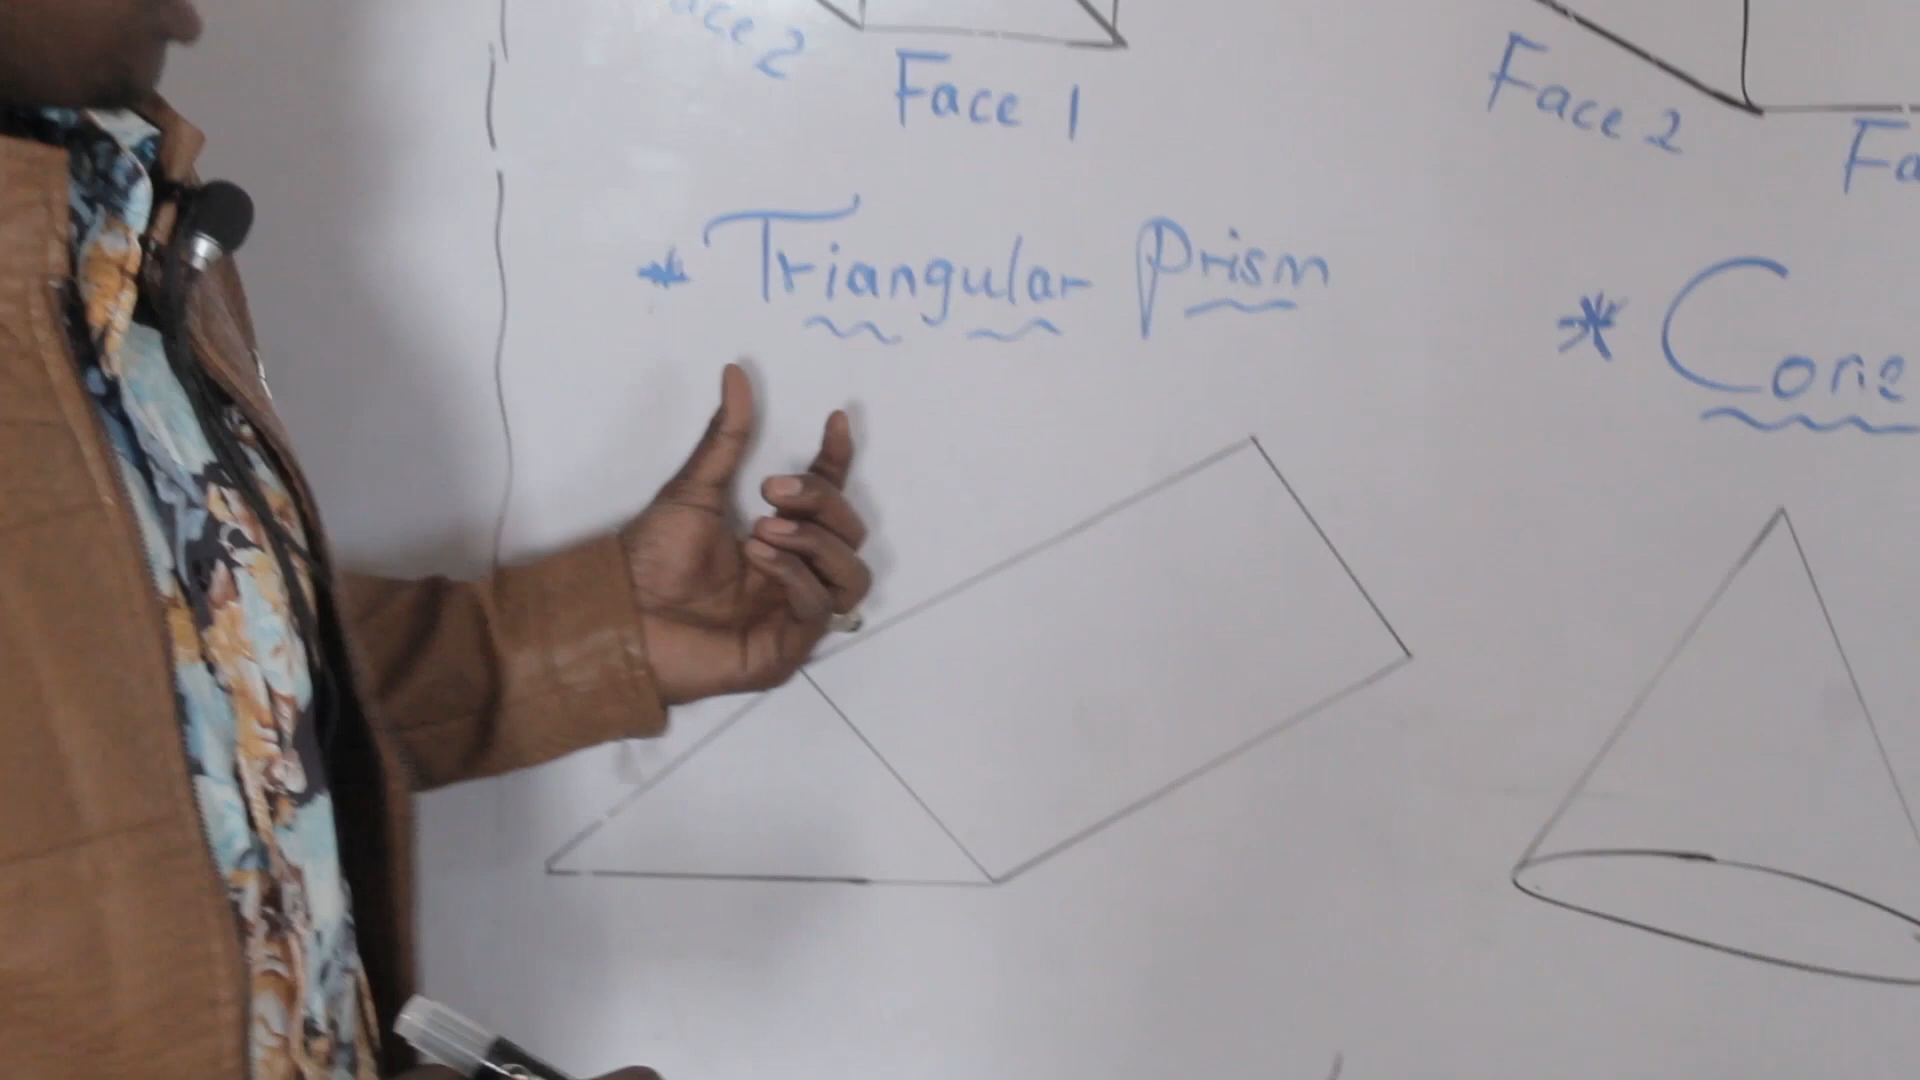 ace 2
Face 1
Face 2
Fa
* Triangular Prism
* Cone